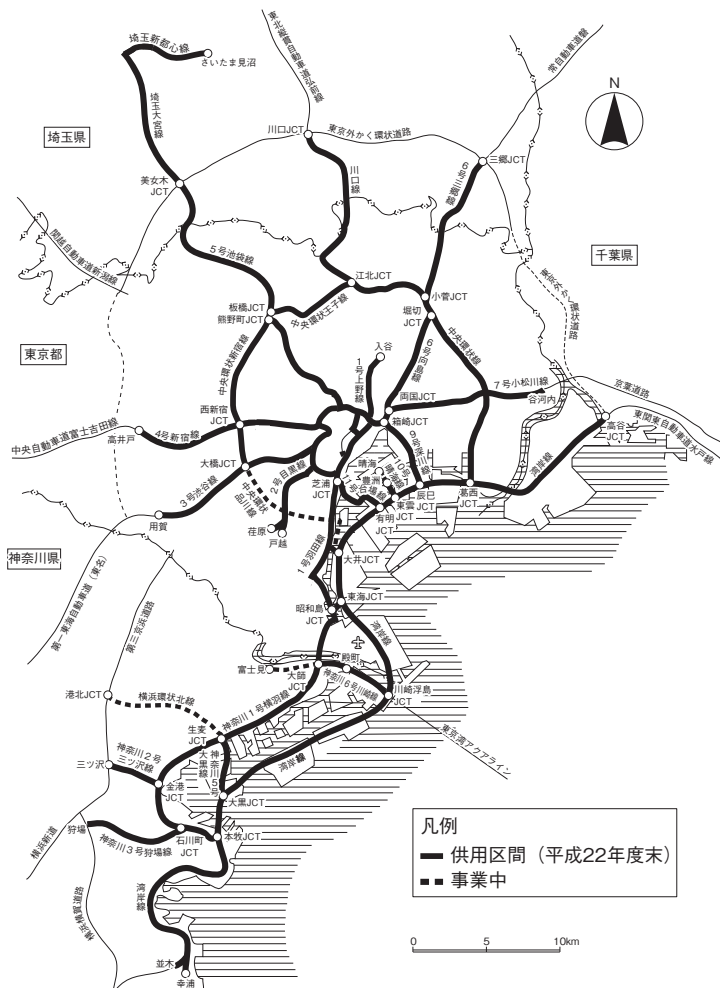 埼玉新都心線
さいたま見沼
東北縦貫自動車道弘前線
常磐自動車道
N
埼玉大宮線
埼玉県
川口JCT
東京外かく環状道路
三郷JCT
美女木
JCT
川口線
6号三郷線
関越自動車道新潟線
5号池袋線
千葉県
江北JCT
小菅JCT
東京外かく環状道路
板橋JCT
熊野町JCT
中央環状王子線
堀切
JCT
中央環状線
入谷
東京都
中央環状新宿線
1号上野線
6号向島線
7号小松川線
京葉道路
両国JCT
谷河内
箱崎JCT
高谷
JCT
東関東自動車道水戸線
西新宿
JCT
中央自動車道富士吉田線
高井戸
4号新宿線
9号深川線
湾岸線
大橋JCT
2号目黒線
晴海
10号
晴海線
豊洲
芝浦
JCT
11号
台場線
辰巳
JCT
東雲
JCT
葛西
JCT
有明
JCT
3号渋谷線
中央環状
品川線
用賀
荏原
戸越
神奈川県
1号羽田線
大井JCT
第一東海自動車道（東名）
第三京浜道路
東海JCT
昭和島
JCT
湾岸線
殿町
富士見
大師
JCT
神奈川6号川崎線
川崎浮島
JCT
港北JCT
横浜環状北線
神奈川1号横羽線
東京湾アクアライン
生麦
JCT
神奈川2号
三ツ沢線
三ツ沢
神奈川5号
大黒線
湾岸線
金港
JCT
大黒JCT
狩場
横浜新道
神奈川3号狩場線
石川町
JCT
本牧JCT
凡例
供用区間（平成22年度末）
事業中
湾岸線
横浜横須賀道路
0 5 10km
並木
幸浦